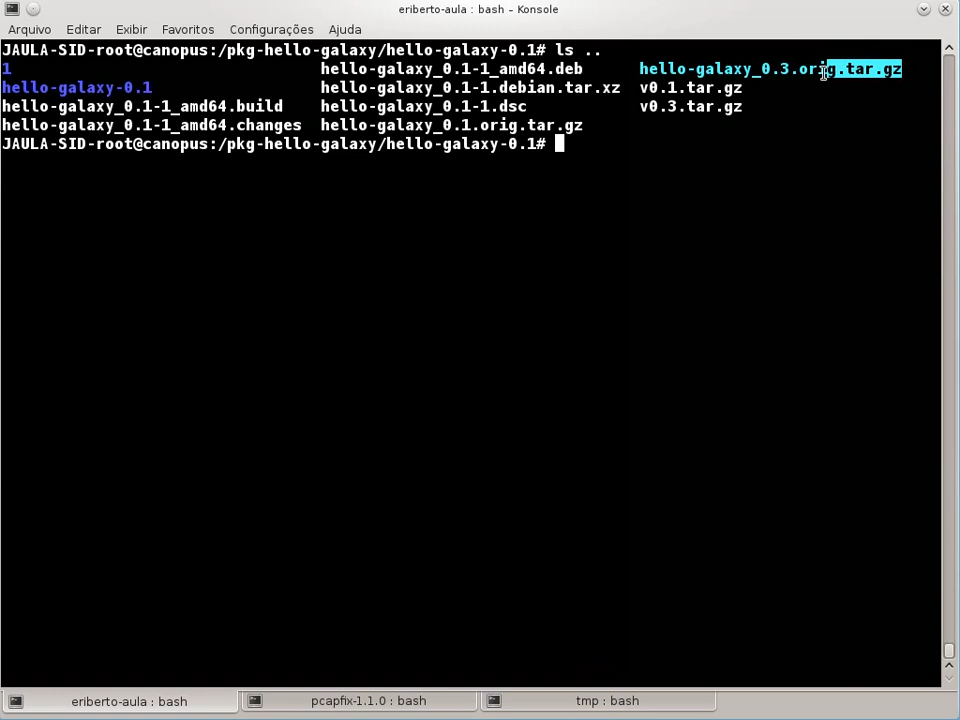 eriberto-aula : bash – Konsole
Arquivo Editar Exibir Favoritos Configurações Ajuda
JAULA-SID-root@canopus:/pkg-hello-galaxy/hello-galaxy-0.1# ls ..
1 hello-galaxy_0.1-1_amd64.deb hello-galaxy_0.3.orig.tar.gz
hello-galaxy-0.1 hello-galaxy_0.1-1.debian.tar.xz v0.1.tar.gz
hello-galaxy_0.1-1_amd64.build hello-galaxy_0.1-1.dsc v0.3.tar.gz
hello-galaxy_0.1-1_amd64.changes hello-galaxy_0.1.orig.tar.gz
JAULA-SID-root@canopus:/pkg-hello-galaxy/hello-galaxy-0.1#
eriberto-aula : bash pcapfix-1.1.0 : bash tmp : bash